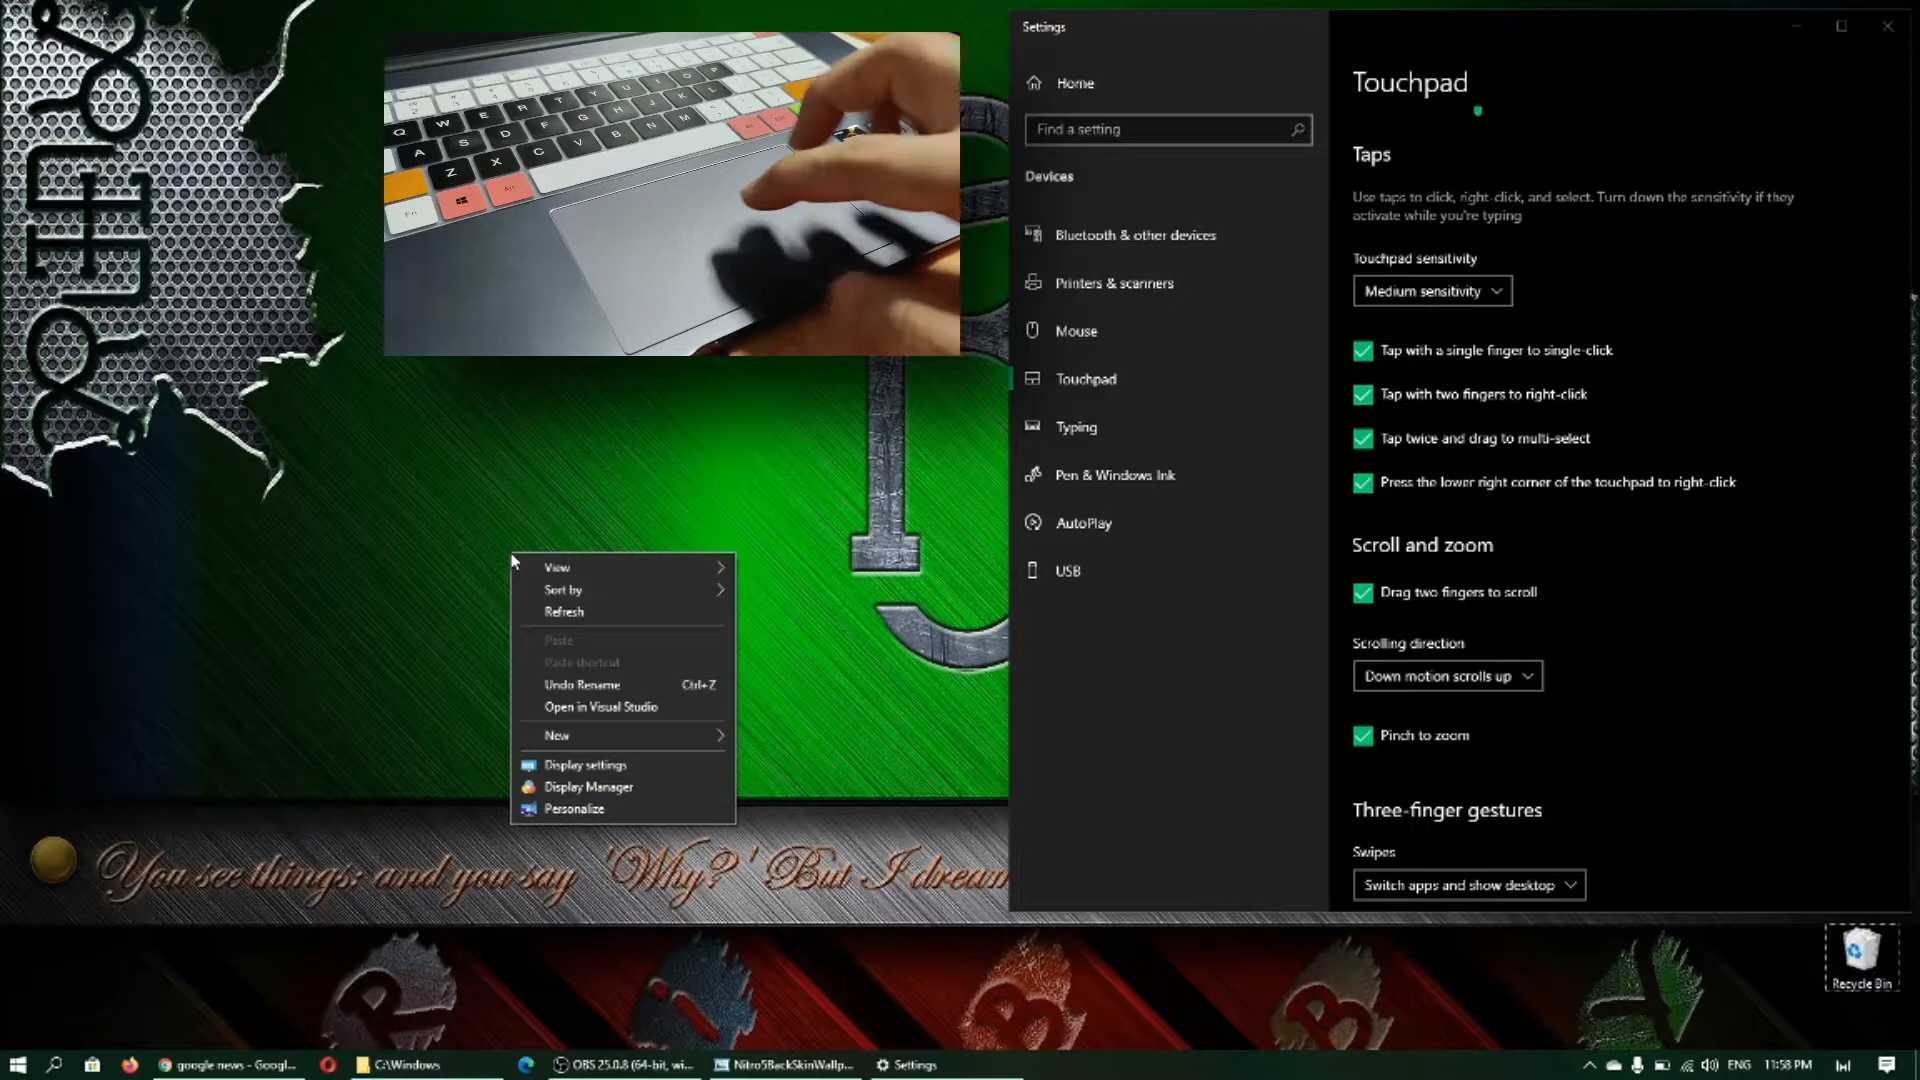 Settings
Home
Find a setting
Devices
Bluetooth & other devices
Printers & scanners
Mouse
Touchpad
Typing
Pen & Windows Ink
AutoPlay
USB
Touchpad
Taps
Use taps to click, right-click, and select. Turn down the sensitivity if they
activate while you're typing
Touchpad sensitivity
Medium sensitivity
Tap with a single finger to single-click
Tap with two fingers to right-click
Tap twice and drag to multi-select
Press the lower right corner of the touchpad to right-click
Scroll and zoom
Drag two fingers to scroll
Scrolling direction
Down motion scrolls up
Pinch to zoom
Three-finger gestures
Swipes
Switch apps and show desktop
Q W E R T Y U I O P
A S D F G H J K L
Z X C V B N M
Fn Alt
View
Sort by
Refresh
Paste
Paste shortcut
Undo Rename Ctrl+Z
Open in Visual Studio
New
Display settings
Display Manager
Personalize
You see things; and you say 'Why?' But I dream
Recycle Bin
R i B B A
google news - Googl...
C:\Windows
OBS 25.0.8 (64-bit, wi...
Nitro5BackSkinWallp...
Settings
ENG
11:58 PM